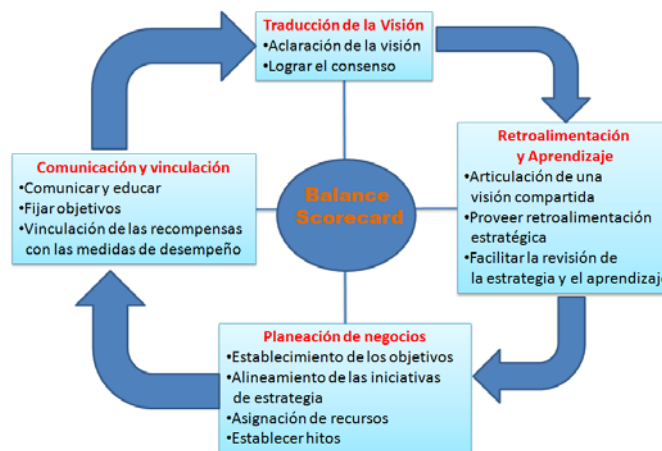 Traducción de la Visión
•Aclaración de la visión
•Lograr el consenso
Retroalimentación
y Aprendizaje
•Articulación de una
visión compartida
•Proveer retroalimentación
estratégica
•Facilitar la revisión de
la estrategia y el aprendizaje
Comunicación y vinculación
•Comunicar y educar
•Fijar objetivos
•Vinculación de las recompensas
con las medidas de desempeño
Balance
Scorecard
Planeación de negocios
•Establecimiento de los objetivos
•Alineamiento de las iniciativas
de estrategia
•Asignación de recursos
•Establecer hitos